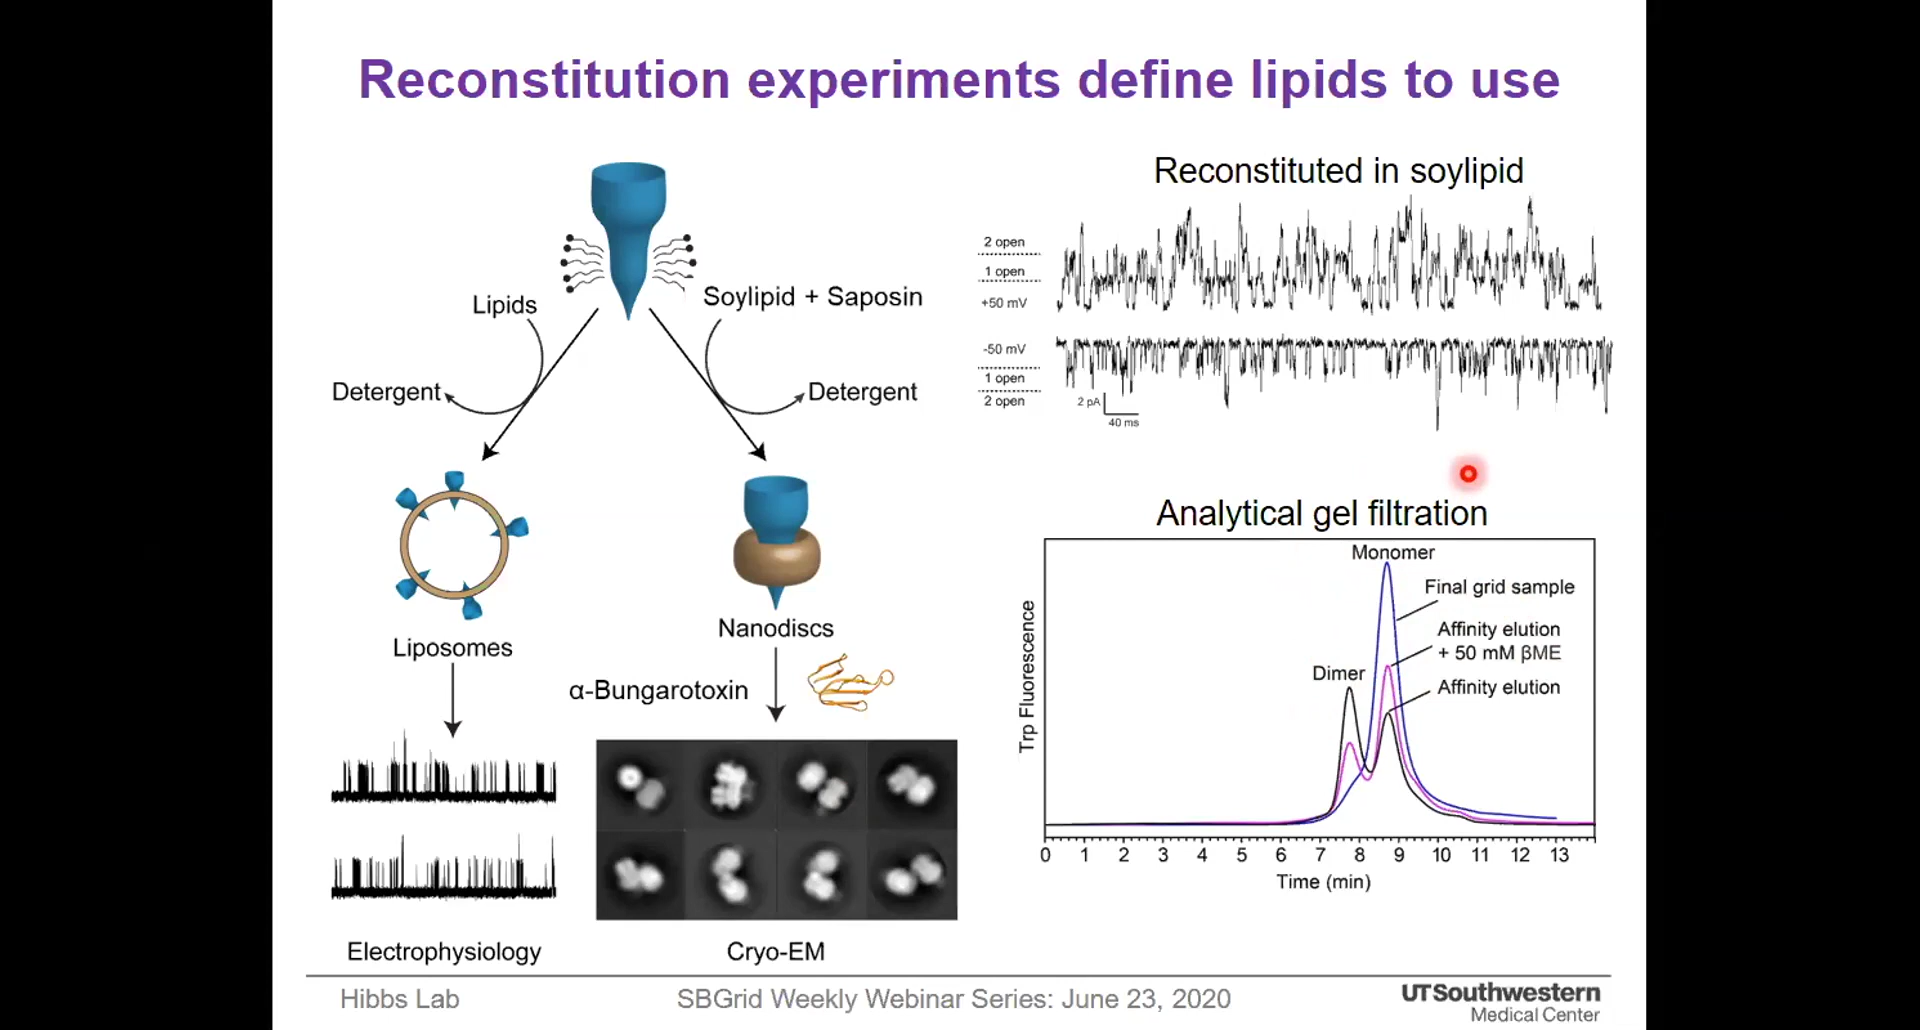 Reconstitution experiments define lipids to use
Lipids
Soylipid + Saposin
Detergent
Detergent
Liposomes
Nanodiscs
α-Bungarotoxin
Electrophysiology
Cryo-EM
Reconstituted in soylipid
2 open
1 open
+50 mV
-50 mV
1 open
2 open
2 pA
40 ms
Analytical gel filtration
Monomer
Final grid sample
Affinity elution
+ 50 mM βME
Dimer
Affinity elution
Trp Fluorescence
0 1 2 3 4 5 6 7 8 9 10 11 12 13
Time (min)
Hibbs Lab
SBGrid Weekly Webinar Series: June 23, 2020
UTSouthwestern
Medical Center